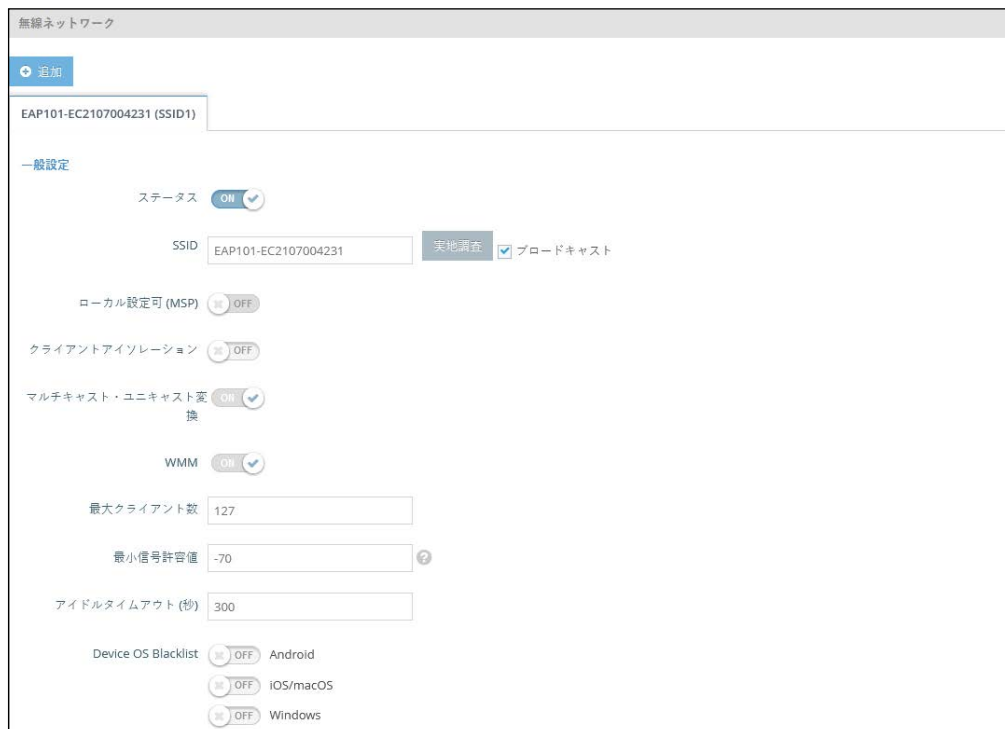 無線ネットワーク
追加
EAP101-EC2107004231 (SSID1)
一般設定
ステータス ON
SSID EAP101-EC2107004231 実地調査 ブロードキャスト
ローカル設定可 (MSP) OFF
クライアントアイソレーション OFF
マルチキャスト・ユニキャスト変 ON
換
WMM ON
最大クライアント数 127
最小信号許容値 -70
アイドルタイムアウト (秒) 300
Device OS Blacklist OFF Android
OFF iOS/macOS
OFF Windows